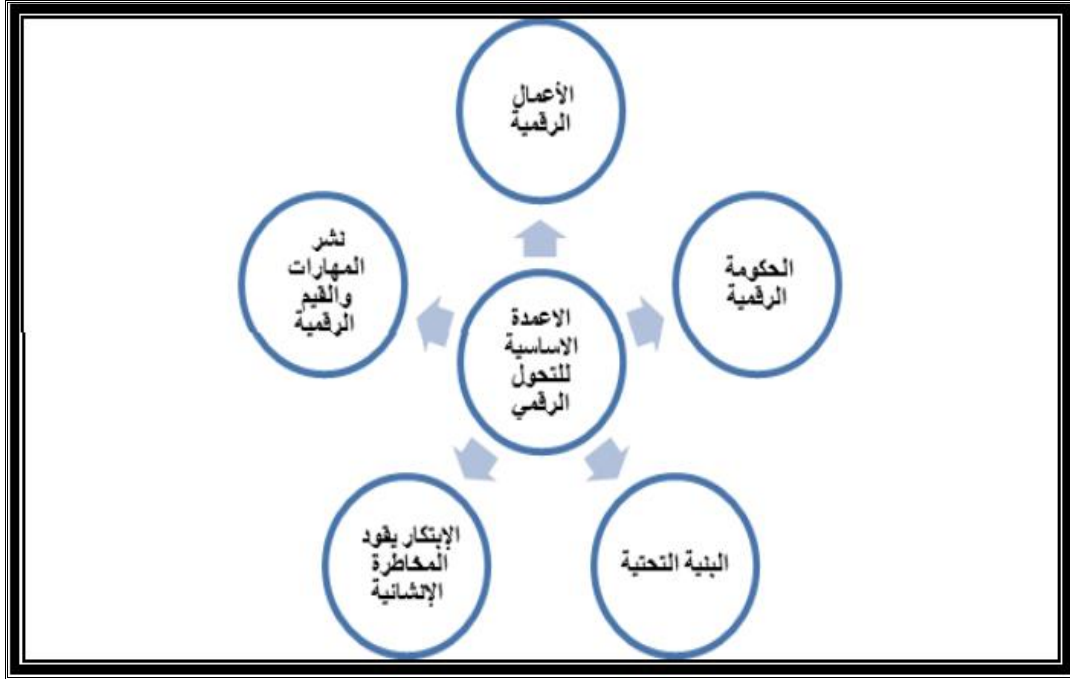 الأعمال
الرقمية
الحكومة
الرقمية
نشر
المهارات
والقيم
الرقمية
الاعمدة
الاساسية
للتحول
الرقمي
البنية التحتية
الإبتكار يقود
المخاطرة
الإنشائية